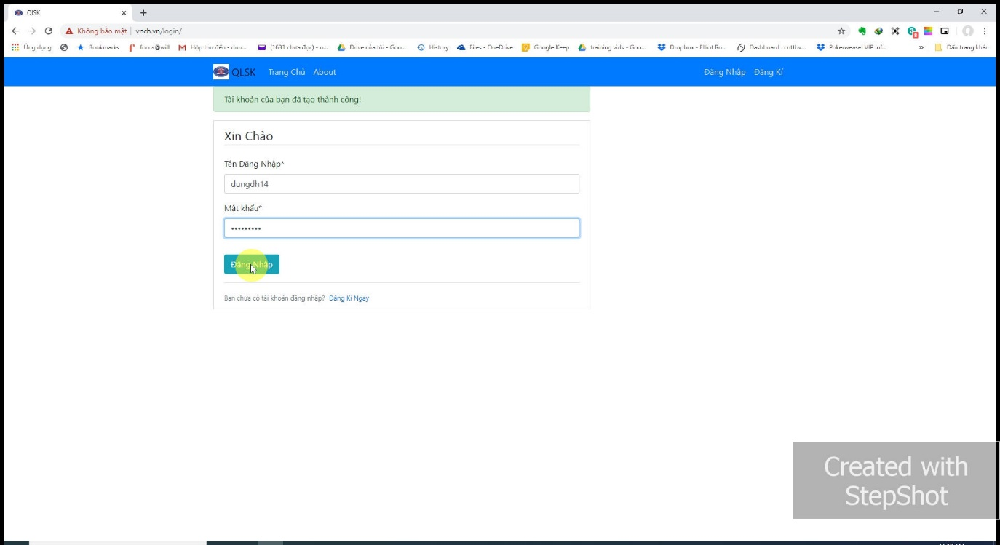 QlSK
Không bảo mật | vnch.vn/login/
Ứng dụng Bookmarks focus@will Hộp thư đến - dun... (1631 chưa đọc) - o... Drive của tôi - Goo... History Files - OneDrive Google Keep training vids - Goo... Dropbox - Elliot Ro... Dashboard : cnttbv... Pokerweasel VIP inf... » Dấu trang khác
QLSK Trang Chủ About Đăng Nhập Đăng Kí
Tài khoản của bạn đã tạo thành công!
Xin Chào
Tên Đăng Nhập*
dungdh14
Mật khẩu*
Đăng Nhập
Bạn chưa có tài khoản đăng nhập? Đăng Kí Ngay
Created with
StepShot